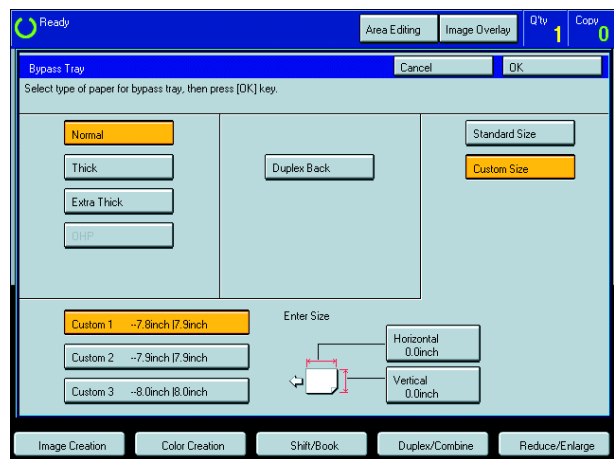 Ready
Area Editing
Image Overlay
Q'ty
1
Copy
0
Bypass Tray
Cancel
OK
Select type of paper for bypass tray, then press [OK] key.
Normal
Standard Size
Thick
Duplex Back
Custom Size
Extra Thick
OHP
Custom 1 --7.8inch |7.9inch
Enter Size
Horizontal
0.0inch
Custom 2 --7.9inch |7.9inch
Vertical
0.0inch
Custom 3 --8.0inch |8.0inch
Image Creation
Color Creation
Shift/Book
Duplex/Combine
Reduce/Enlarge